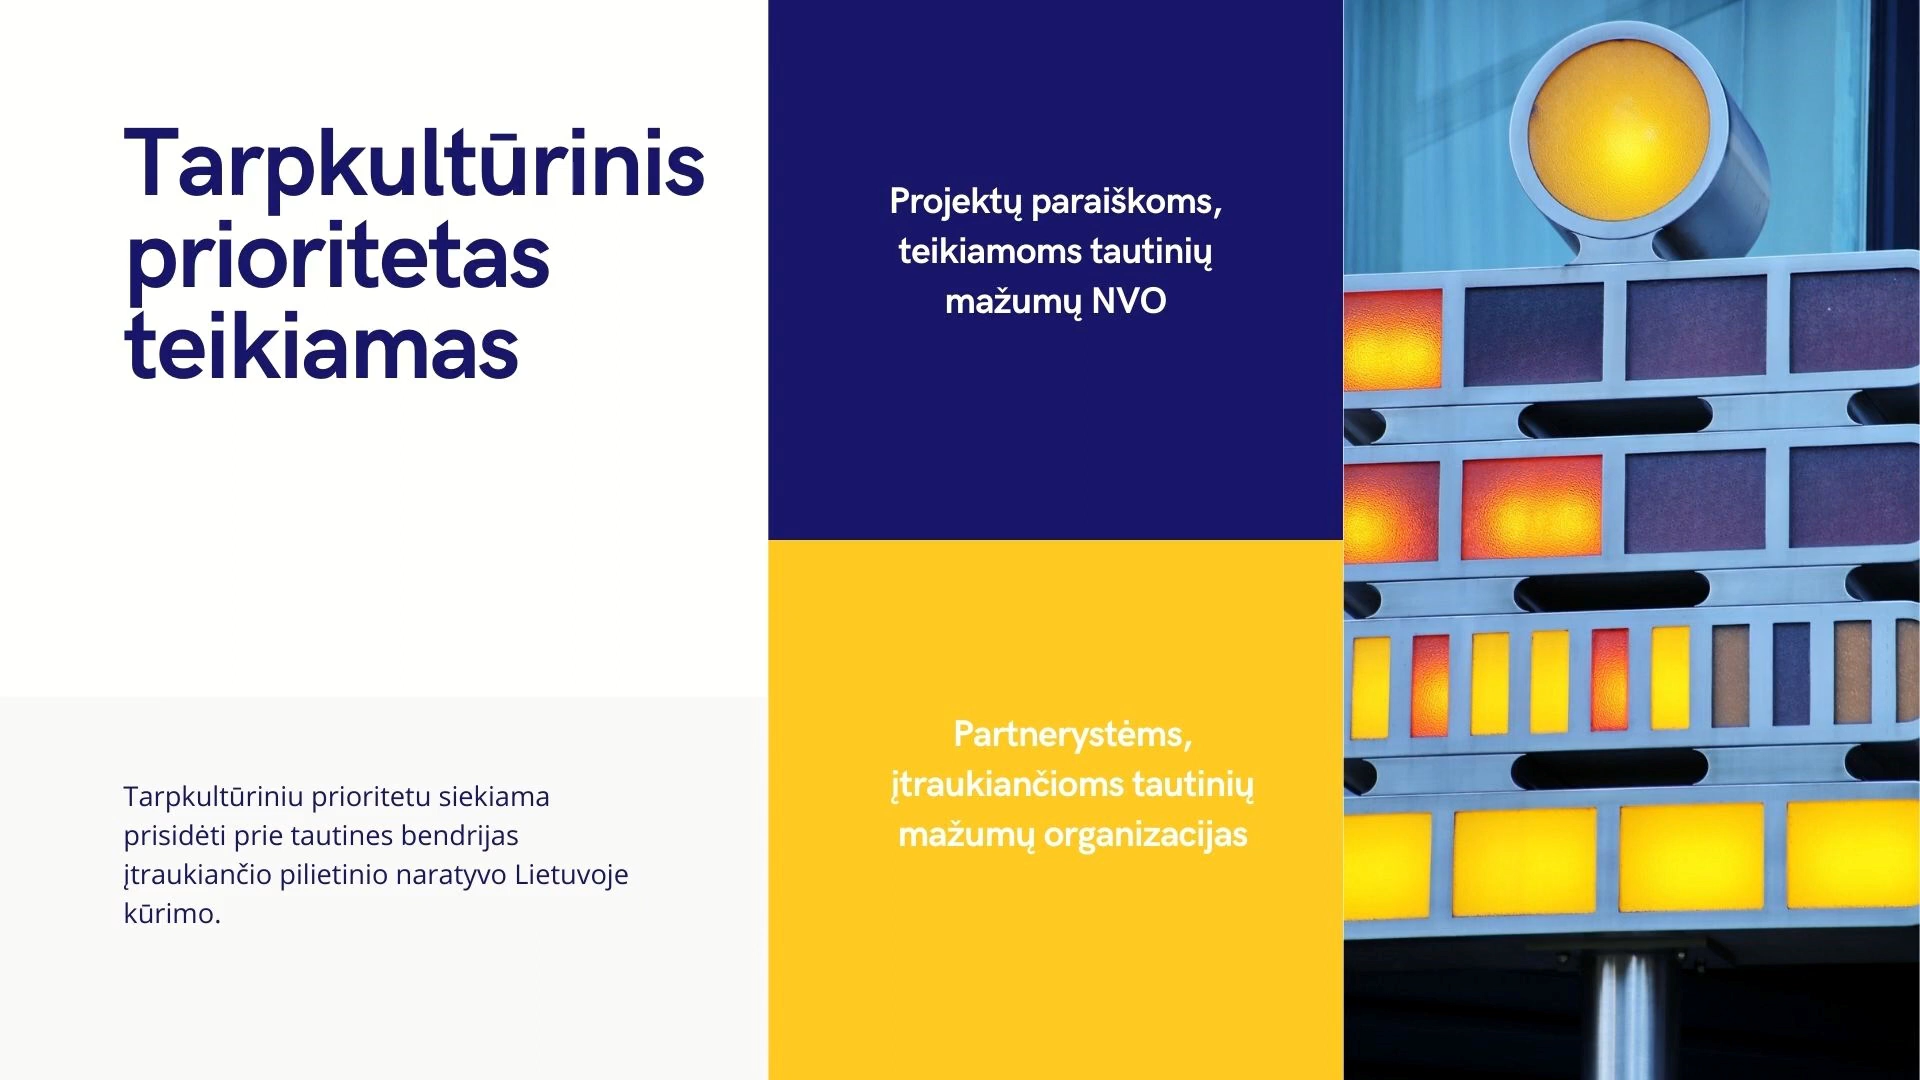 Tarpkultūrinis
prioritetas
teikiamas
Tarpkultūriniu prioritetu siekiama
prisidėti prie tautines bendrijas
įtraukiančio pilietinio naratyvo Lietuvoje
kūrimo.
Projektų paraiškoms,
teikiamoms tautinių
mažumų NVO
Partnerystėms,
įtraukiančioms tautinių
mažumų organizacijas